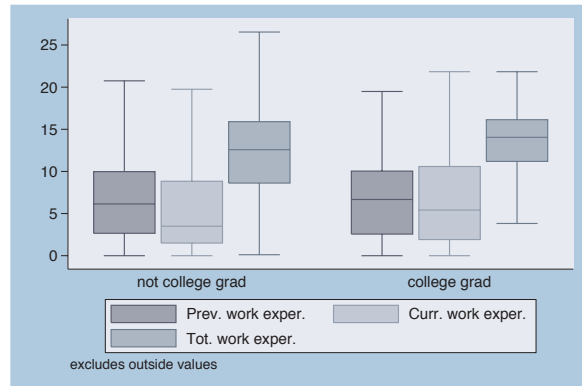 25
20
15
10
5
0
not college grad college grad
Prev. work exper. Curr. work exper.
Tot. work exper.
excludes outside values